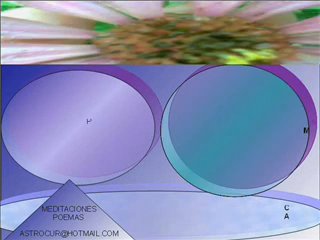 M
C
A
MEDITACIONES
POEMAS
ASTROCUR@HOTMAIL.COM